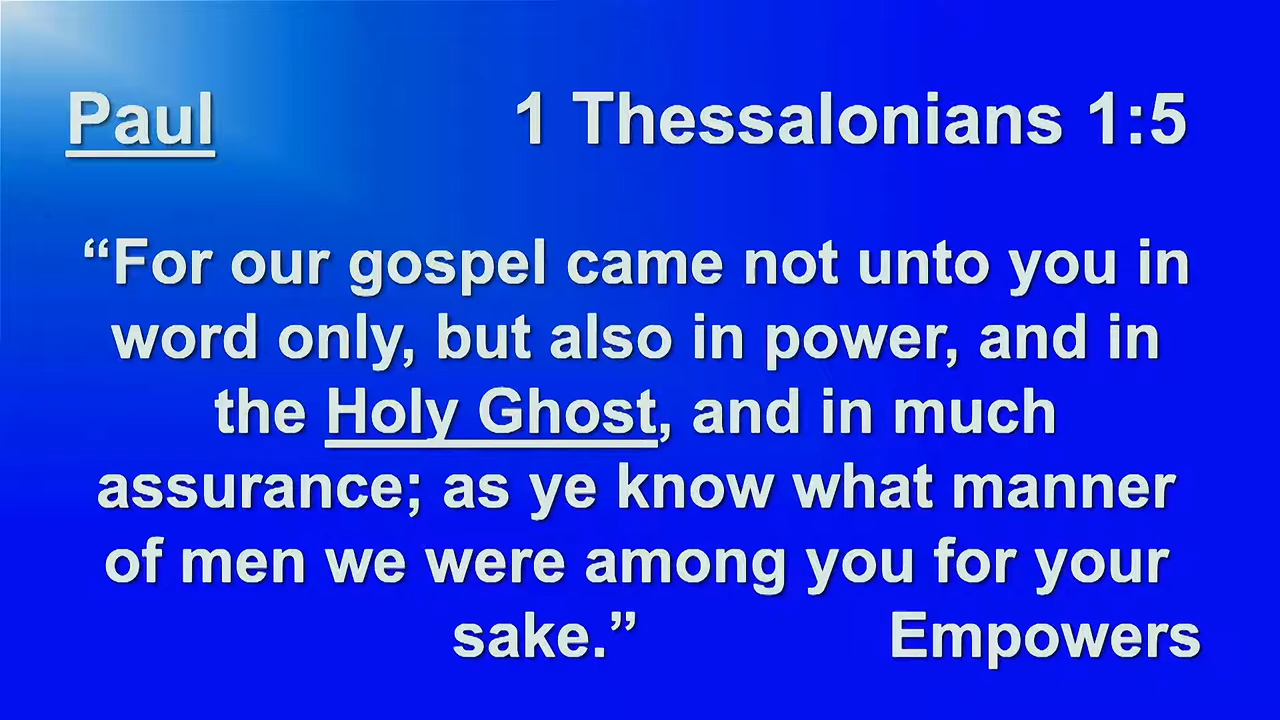 Paul 1 Thessalonians 1:5
“For our gospel came not unto you in
word only, but also in power, and in
the Holy Ghost, and in much
assurance; as ye know what manner
of men we were among you for your
sake.” Empowers